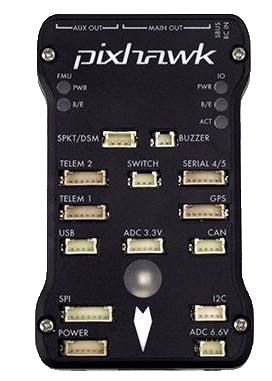 AUX OUT MAIN OUT SBUS RC IN
pixhawk
FMU IO
PWR PWR
B/E B/E
ACT
SPKT/DSM BUZZER
TELEM 2 SWITCH SERIAL 4/5
TELEM 1 GPS
USB ADC 3.3V CAN
SPI I2C
POWER ADC 6.6V